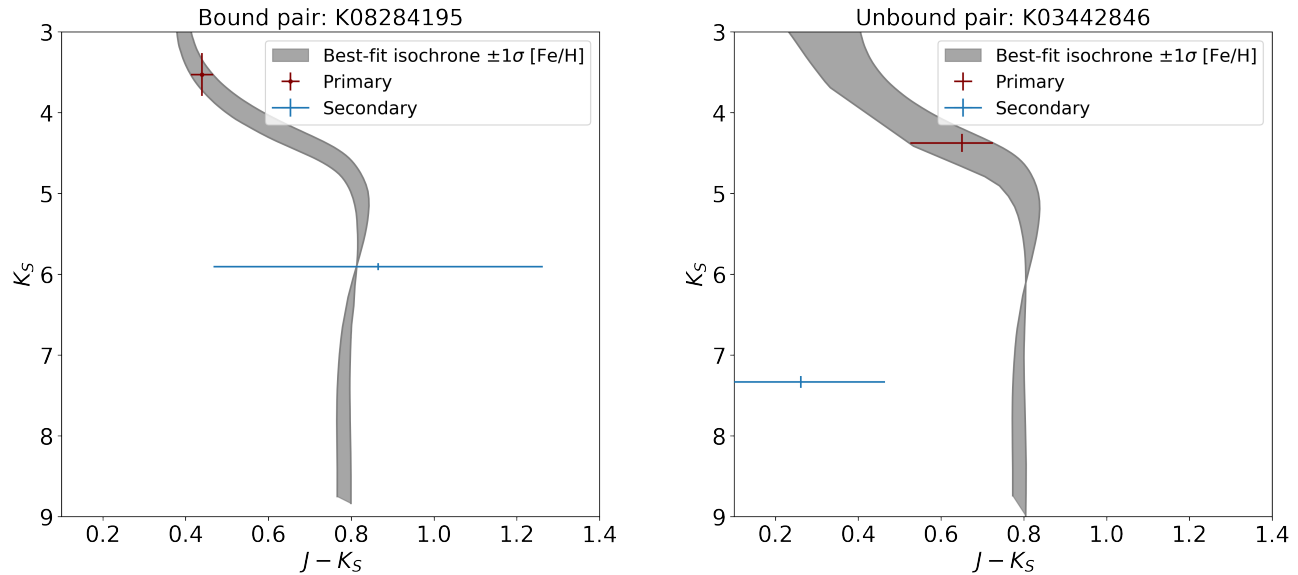 Bound pair: K08284195
Best-fit isochrone ±1σ [Fe/H]
Primary
Secondary
3
4
5
6
7
8
9
K_S
0.2 0.4 0.6 0.8 1.0 1.2 1.4
J − K_S
Unbound pair: K03442846
Best-fit isochrone ±1σ [Fe/H]
Primary
Secondary
3
4
5
6
7
8
9
K_S
0.2 0.4 0.6 0.8 1.0 1.2 1.4
J − K_S